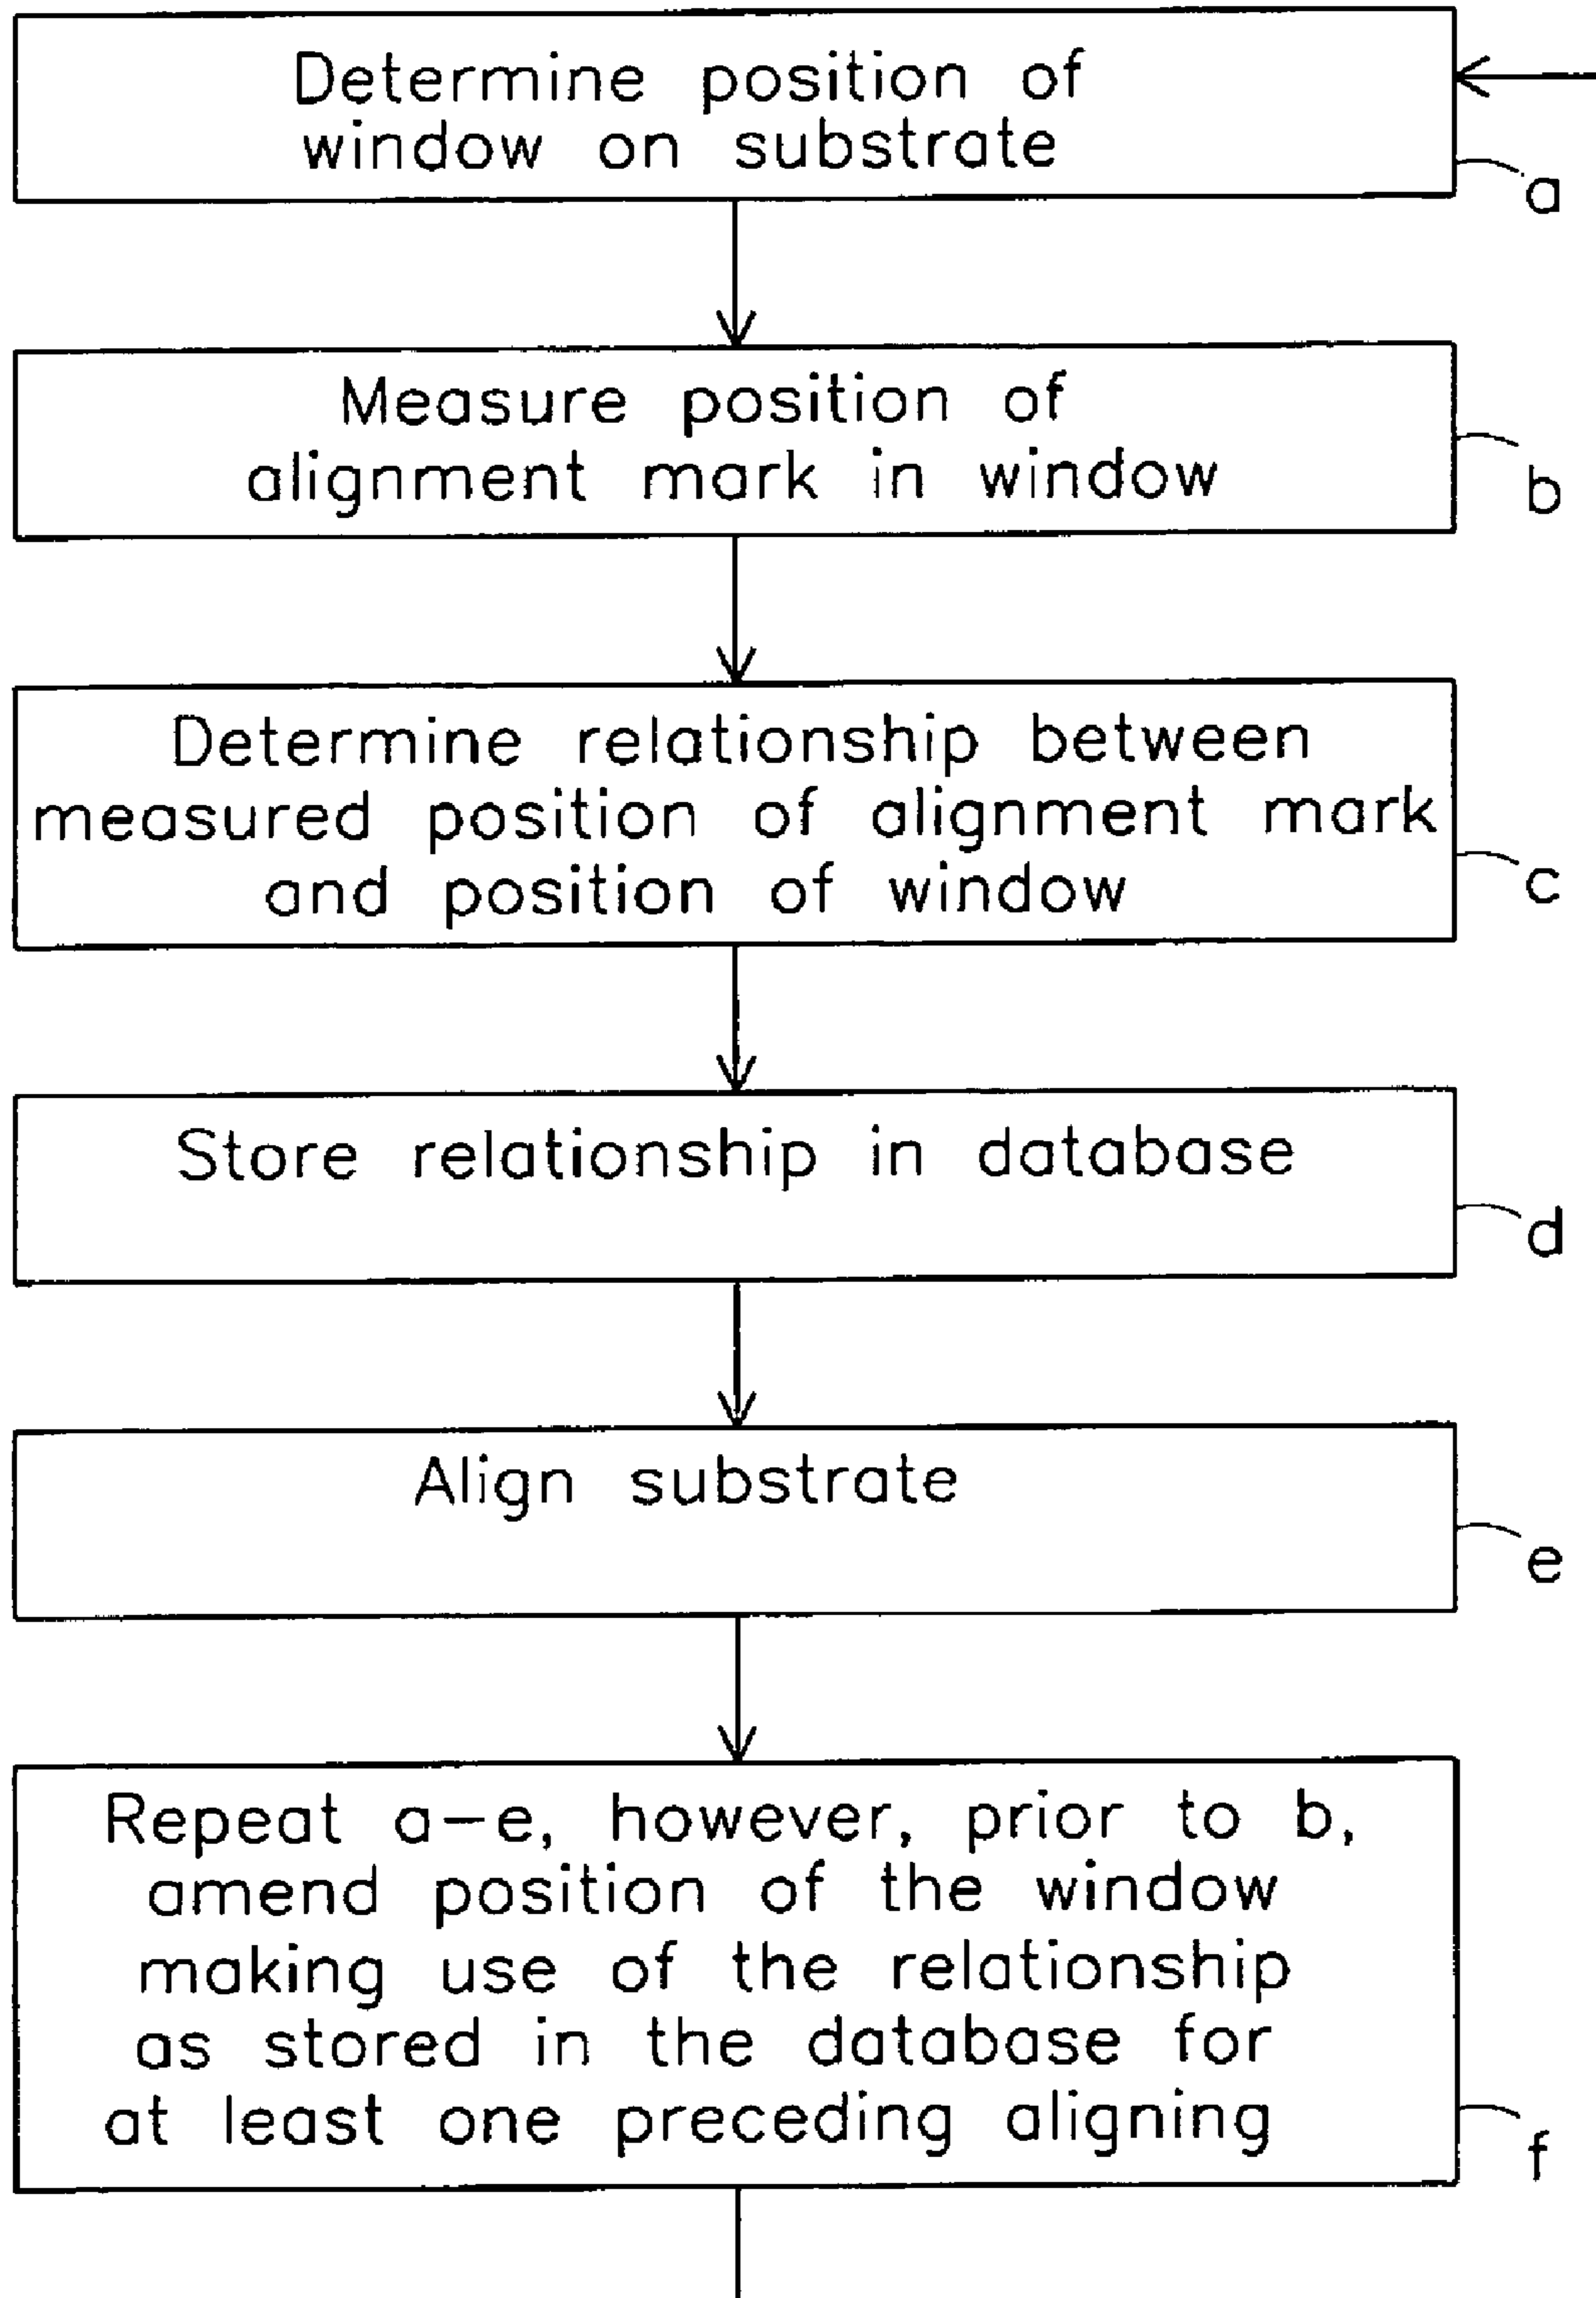 Determine position of
window on substrate
a
Measure position of
alignment mark in window
b
Determine relationship between
measured position of alignment mark
and position of window
c
Store relationship in database
d
Align substrate
e
Repeat a-e, however, prior to b,
amend position of the window
making use of the relationship
as stored in the database for
at least one preceding aligning
f